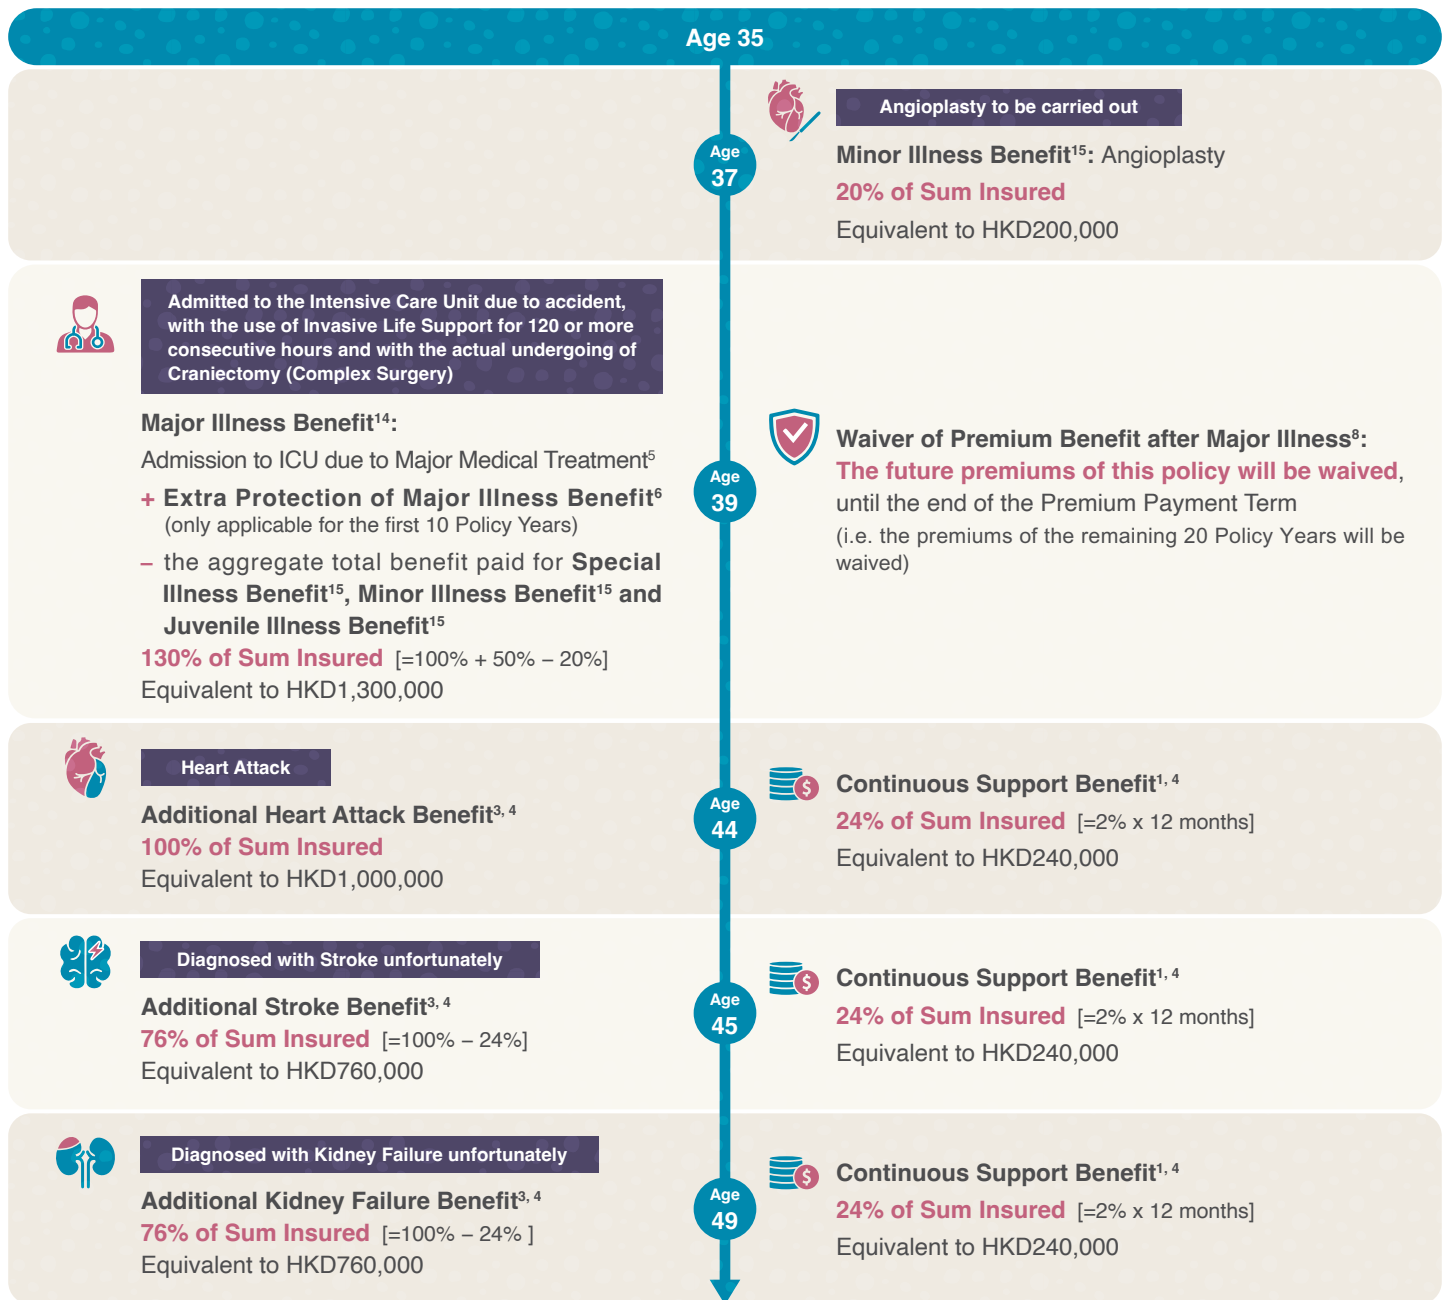 Age 35
Age
37
Angioplasty to be carried out
Minor Illness Benefit¹⁵: Angioplasty
20% of Sum Insured
Equivalent to HKD200,000
Admitted to the Intensive Care Unit due to accident,
with the use of Invasive Life Support for 120 or more
consecutive hours and with the actual undergoing of
Craniectomy (Complex Surgery)
Major Illness Benefit¹⁴:
Admission to ICU due to Major Medical Treatment⁵
+ Extra Protection of Major Illness Benefit⁶
(only applicable for the first 10 Policy Years)
– the aggregate total benefit paid for Special
Illness Benefit¹⁵, Minor Illness Benefit¹⁵ and
Juvenile Illness Benefit¹⁵
130% of Sum Insured [=100% + 50% – 20%]
Equivalent to HKD1,300,000
Age
39
Waiver of Premium Benefit after Major Illness⁸:
The future premiums of this policy will be waived,
until the end of the Premium Payment Term
(i.e. the premiums of the remaining 20 Policy Years will be
waived)
Heart Attack
Additional Heart Attack Benefit³, ⁴
100% of Sum Insured
Equivalent to HKD1,000,000
Age
44
Continuous Support Benefit¹, ⁴
24% of Sum Insured [=2% x 12 months]
Equivalent to HKD240,000
Diagnosed with Stroke unfortunately
Additional Stroke Benefit³, ⁴
76% of Sum Insured [=100% – 24%]
Equivalent to HKD760,000
Age
45
Continuous Support Benefit¹, ⁴
24% of Sum Insured [=2% x 12 months]
Equivalent to HKD240,000
Diagnosed with Kidney Failure unfortunately
Additional Kidney Failure Benefit³, ⁴
76% of Sum Insured [=100% – 24% ]
Equivalent to HKD760,000
Age
49
Continuous Support Benefit¹, ⁴
24% of Sum Insured [=2% x 12 months]
Equivalent to HKD240,000